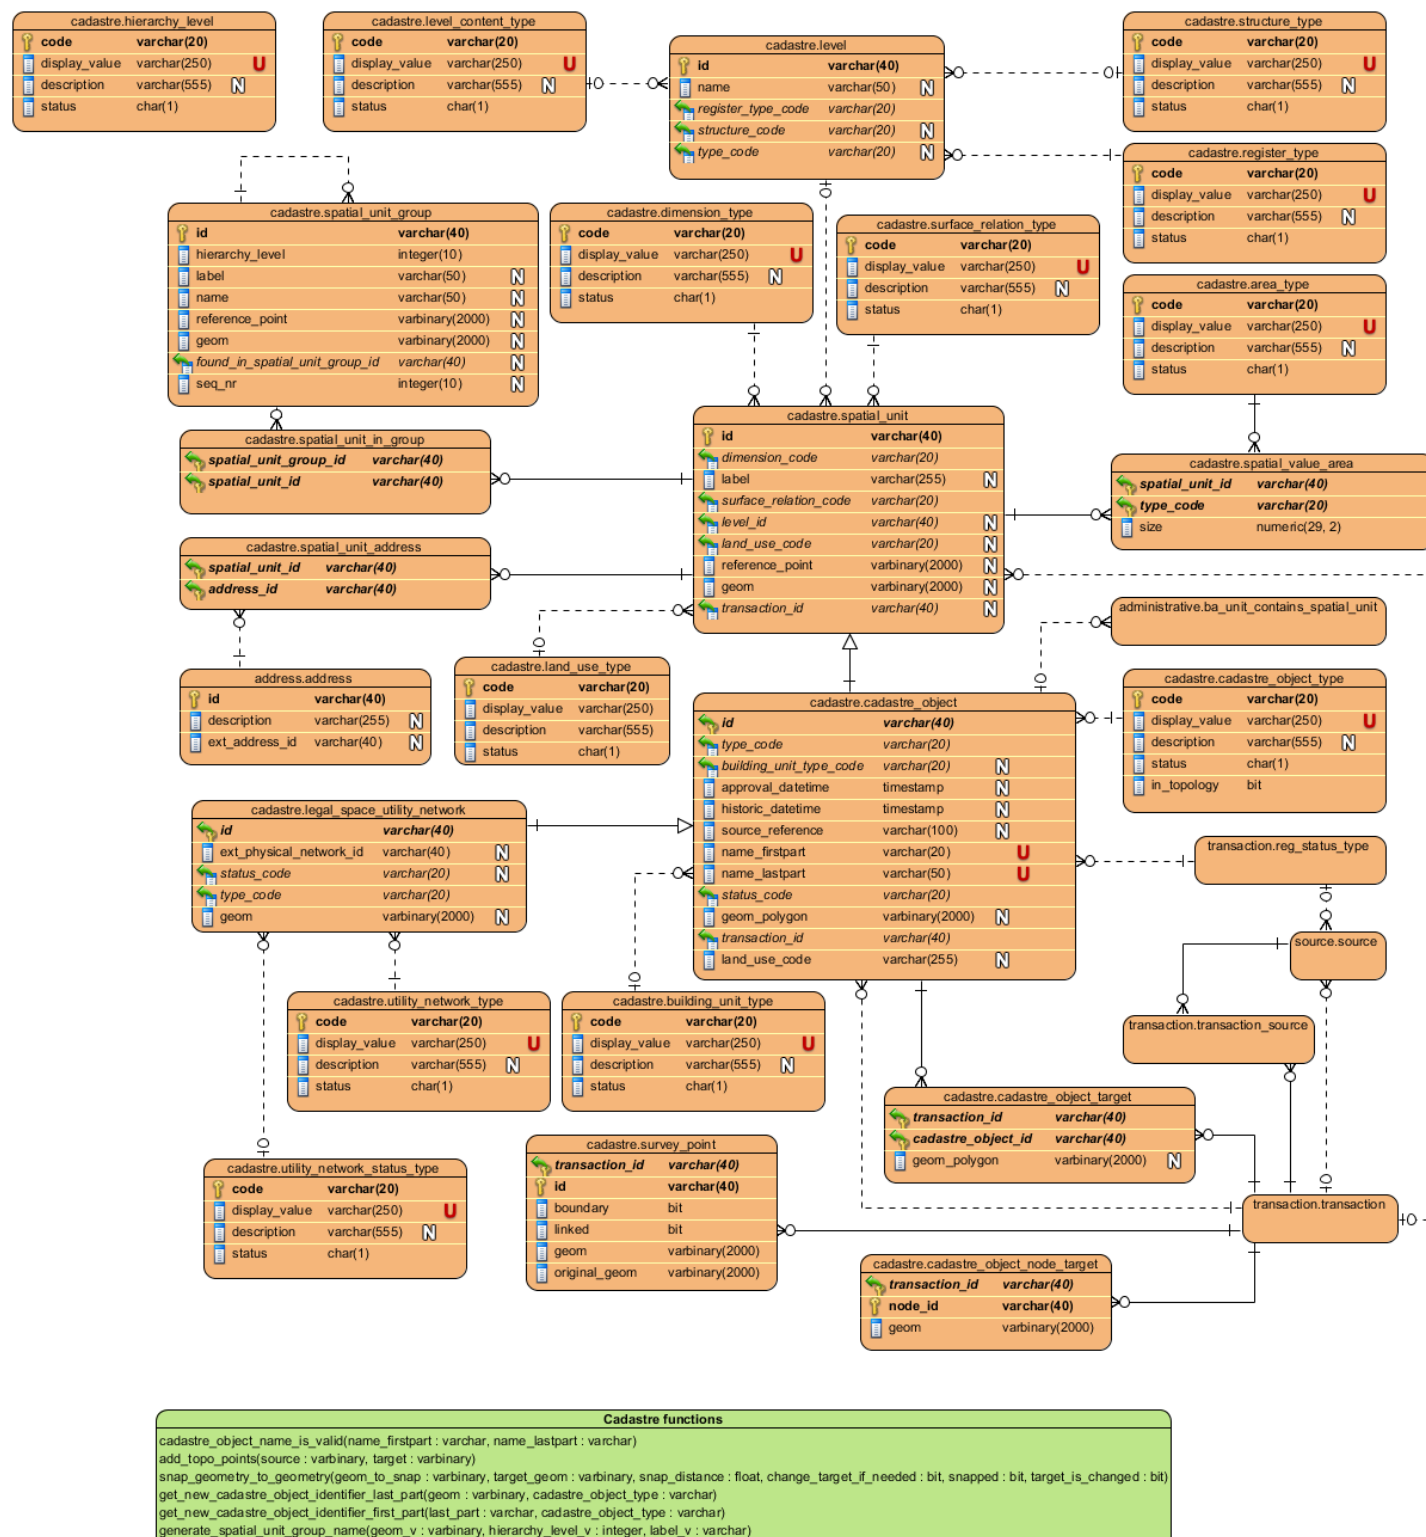 cadastre.hierarchy_level
code varchar(20)
display_value varchar(250) U
description varchar(555) N
status char(1)
cadastre.level_content_type
code varchar(20)
display_value varchar(250) U
description varchar(555) N
status char(1)
cadastre.level
id varchar(40)
name varchar(50) N
register_type_code varchar(20)
structure_code varchar(20) N
type_code varchar(20) N
cadastre.structure_type
code varchar(20)
display_value varchar(250) U
description varchar(555) N
status char(1)
cadastre.register_type
code varchar(20)
display_value varchar(250) U
description varchar(555) N
status char(1)
cadastre.spatial_unit_group
id varchar(40)
hierarchy_level integer(10)
label varchar(50) N
name varchar(50) N
reference_point varbinary(2000) N
geom varbinary(2000) N
found_in_spatial_unit_group_id varchar(40) N
seq_nr integer(10) N
cadastre.dimension_type
code varchar(20)
display_value varchar(250) U
description varchar(555) N
status char(1)
cadastre.surface_relation_type
code varchar(20)
display_value varchar(250) U
description varchar(555) N
status char(1)
cadastre.area_type
code varchar(20)
display_value varchar(250) U
description varchar(555) N
status char(1)
cadastre.spatial_unit_in_group
spatial_unit_group_id varchar(40)
spatial_unit_id varchar(40)
cadastre.spatial_unit
id varchar(40)
dimension_code varchar(20)
label varchar(255) N
surface_relation_code varchar(20)
level_id varchar(40) N
land_use_code varchar(20) N
reference_point varbinary(2000) N
geom varbinary(2000) N
transaction_id varchar(40) N
cadastre.spatial_value_area
spatial_unit_id varchar(40)
type_code varchar(20)
size numeric(29, 2)
cadastre.spatial_unit_address
spatial_unit_id varchar(40)
address_id varchar(40)
administrative.ba_unit_contains_spatial_unit
address.address
id varchar(40)
description varchar(255) N
ext_address_id varchar(40) N
cadastre.land_use_type
code varchar(20)
display_value varchar(250)
description varchar(555)
status char(1)
cadastre.cadastre_object
id varchar(40)
type_code varchar(20)
building_unit_type_code varchar(20) N
approval_datetime timestamp N
historic_datetime timestamp N
source_reference varchar(100) N
name_firstpart varchar(20) U
name_lastpart varchar(50) U
status_code varchar(20)
geom_polygon varbinary(2000) N
transaction_id varchar(40)
land_use_code varchar(255) N
cadastre.cadastre_object_type
code varchar(20)
display_value varchar(250) U
description varchar(555) N
status char(1)
in_topology bit
cadastre.legal_space_utility_network
id varchar(40)
ext_physical_network_id varchar(40) N
status_code varchar(20) N
type_code varchar(20)
geom varbinary(2000) N
transaction.reg_status_type
source.source
transaction.transaction_source
cadastre.utility_network_type
code varchar(20)
display_value varchar(250) U
description varchar(555) N
status char(1)
cadastre.building_unit_type
code varchar(20)
display_value varchar(250) U
description varchar(555) N
status char(1)
cadastre.cadastre_object_target
transaction_id varchar(40)
cadastre_object_id varchar(40)
geom_polygon varbinary(2000) N
cadastre.utility_network_status_type
code varchar(20)
display_value varchar(250) U
description varchar(555) N
status char(1)
cadastre.survey_point
transaction_id varchar(40)
id varchar(40)
boundary bit
linked bit
geom varbinary(2000)
original_geom varbinary(2000)
transaction.transaction
cadastre.cadastre_object_node_target
transaction_id varchar(40)
node_id varchar(40)
geom varbinary(2000)
Cadastre functions
cadastre_object_name_is_valid(name_firstpart : varchar, name_lastpart : varchar)
add_topo_points(source : varbinary, target : varbinary)
snap_geometry_to_geometry(geom_to_snap : varbinary, target_geom : varbinary, snap_distance : float, change_target_if_needed : bit, snapped : bit, target_is_changed : bit)
get_new_cadastre_object_identifier_last_part(geom : varbinary, cadastre_object_type : varchar)
get_new_cadastre_object_identifier_first_part(last_part : varchar, cadastre_object_type : varchar)
generate_spatial_unit_group_name(geom_v : varbinary, hierarchy_level_v : integer, label_v : varchar)